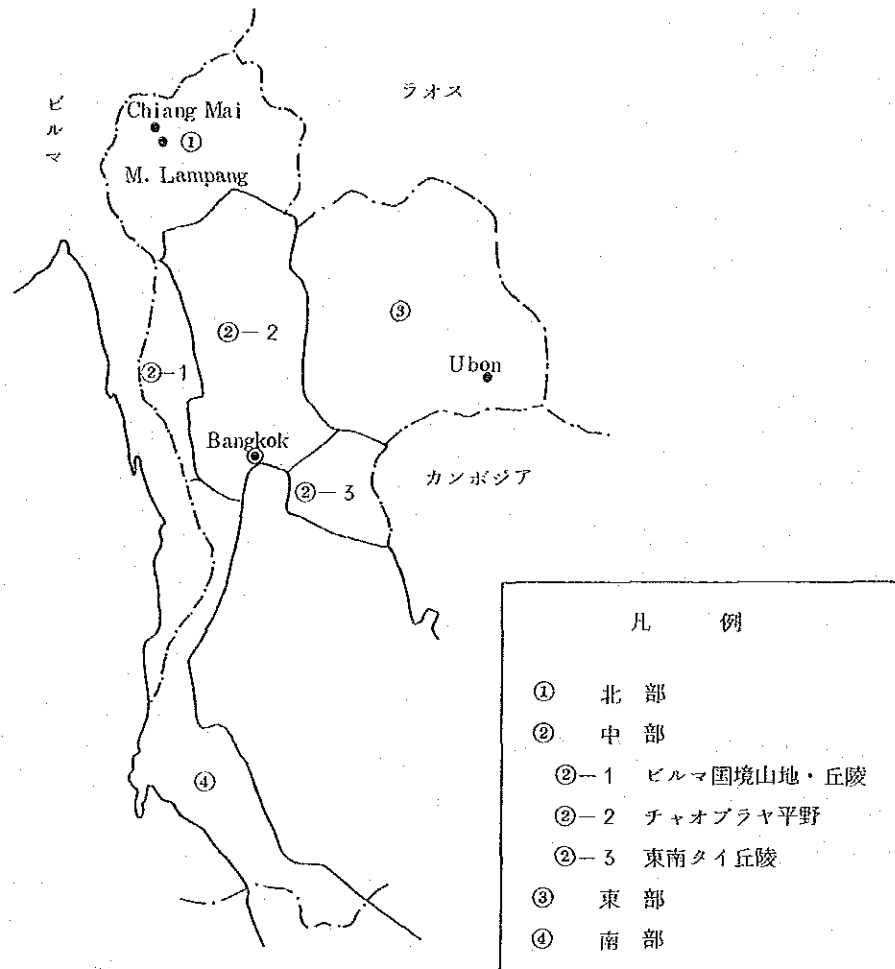 ラオス
ビルマ
Chiang Mai
①
M. Lampang
②-2
③
②-1
Ubon
Bangkok
②-3
カンボジア
④
凡 例
① 北 部
② 中 部
②-1 ビルマ国境山地・丘陵
②-2 チャオプラヤ平野
②-3 東南タイ丘陵
③ 東 部
④ 南 部